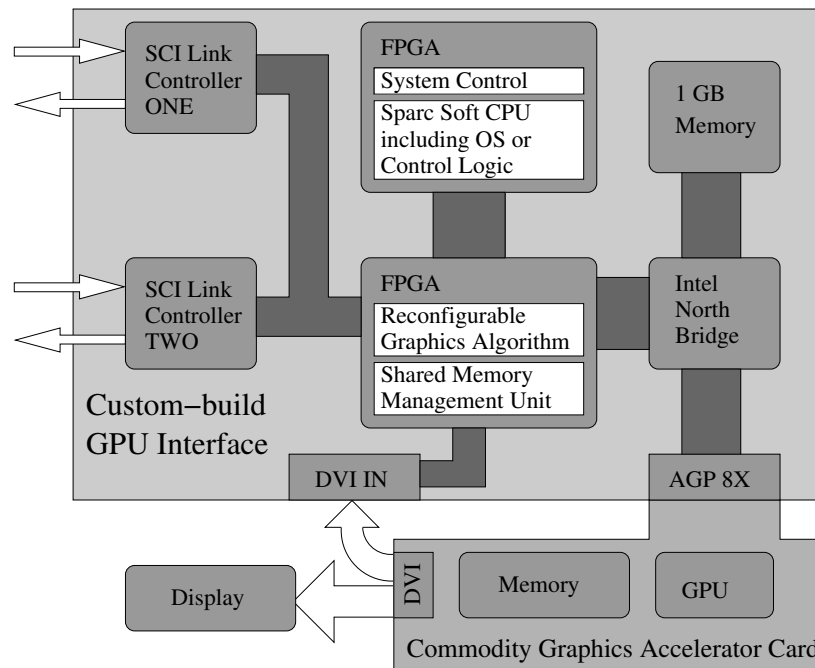 SCI Link
Controller
ONE
FPGA
System Control
Sparc Soft CPU
including OS or
Control Logic
1 GB
Memory
SCI Link
Controller
TWO
FPGA
Reconfigurable
Graphics Algorithm
Shared Memory
Management Unit
Intel
North
Bridge
Custom−build
GPU Interface
DVI IN
AGP 8X
Display
DVI
Memory
GPU
Commodity Graphics Accelerator Card